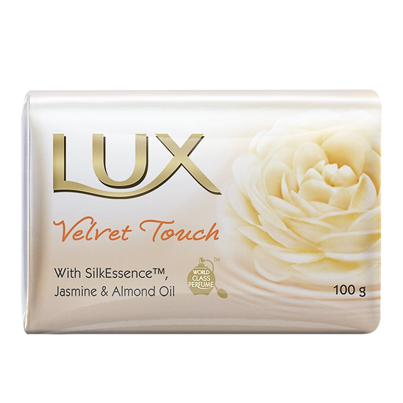 LUX
Velvet Touch
With SilkEssence™,
Jasmine & Almond Oil
WORLD
CLASS
PERFUME
™
100 g